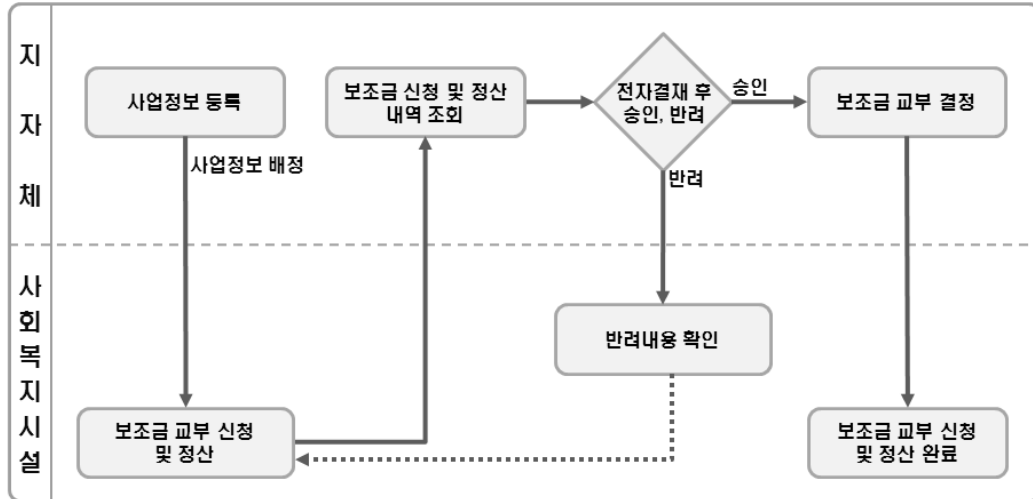 지자체
사업정보 등록
보조금 신청 및 정산
내역 조회
전자결재 후
승인, 반려
승인
보조금 교부 결정
사업정보 배정
반려
사회복지시설
반려내용 확인
보조금 교부 신청
및 정산
보조금 교부 신청
및 정산 완료